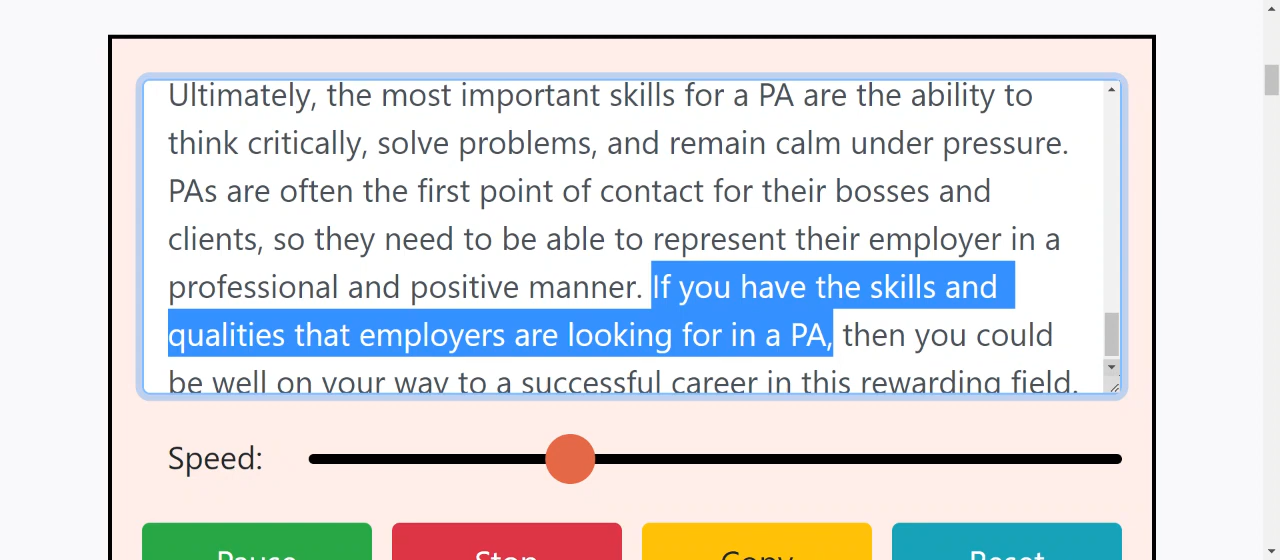 Ultimately, the most important skills for a PA are the ability to
think critically, solve problems, and remain calm under pressure.
PAs are often the first point of contact for their bosses and
clients, so they need to be able to represent their employer in a
professional and positive manner. If you have the skills and
qualities that employers are looking for in a PA, then you could
be well on your way to a successful career in this rewarding field.
Speed:
Pause Stop Copy Reset